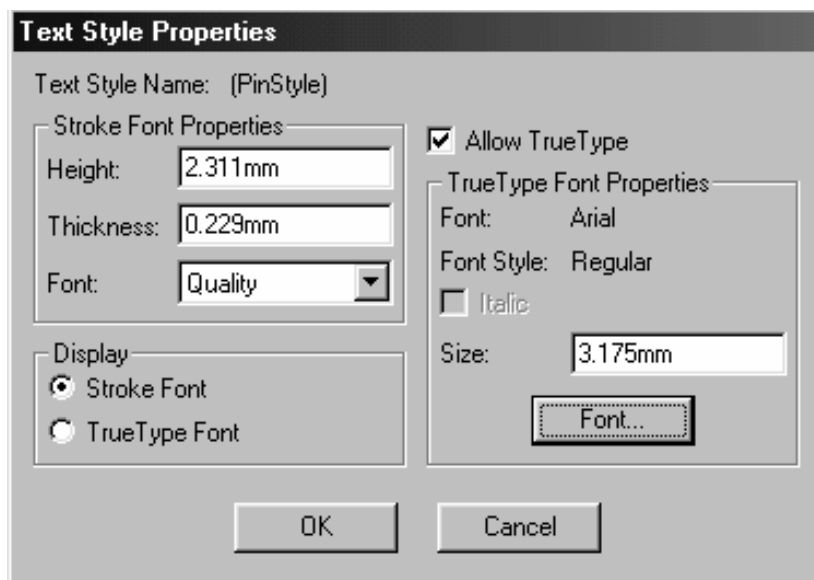 Text Style Properties
Text Style Name: (PinStyle)
Stroke Font Properties
Height: 2.311mm
Thickness: 0.229mm
Font: Quality
Display
Stroke Font
TrueType Font
Allow TrueType
TrueType Font Properties
Font: Arial
Font Style: Regular
Italic
Size: 3.175mm
Font...
OK
Cancel